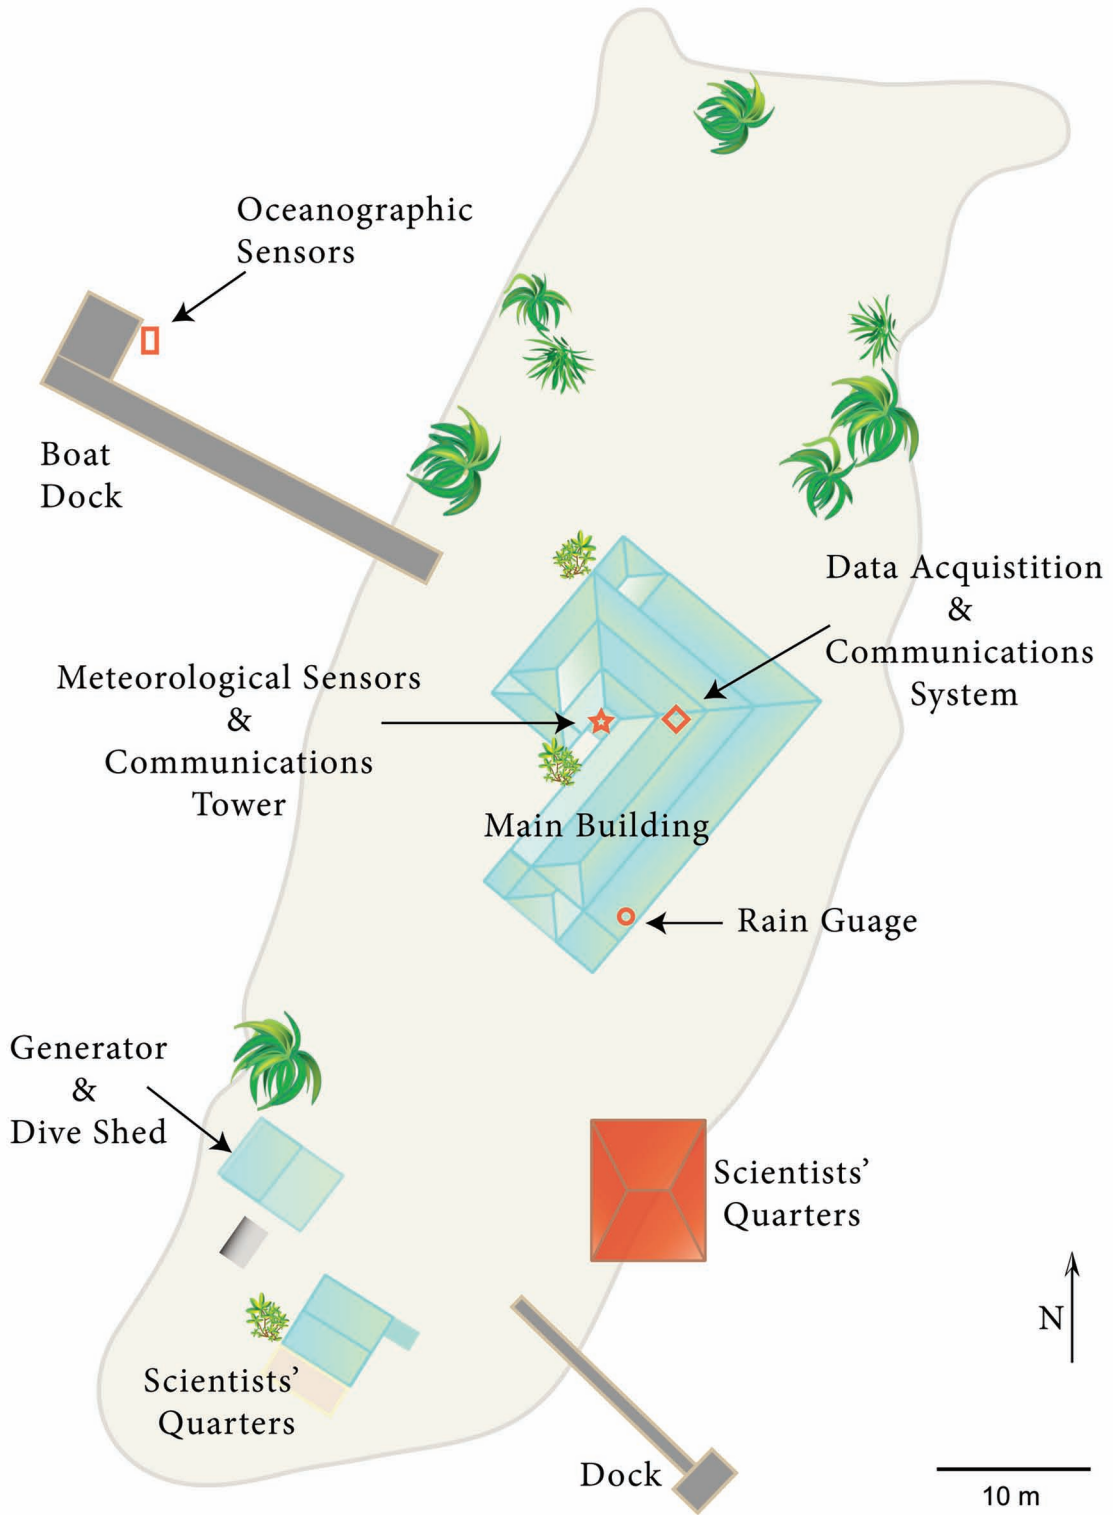 Oceanographic
Sensors
Boat
Dock
Data Acquistition
&
Communications
System
Meteorological Sensors
&
Communications
Tower
Main Building
Rain Guage
Generator
&
Dive Shed
Scientists’
Quarters
N
Scientists’
Quarters
Dock
10 m